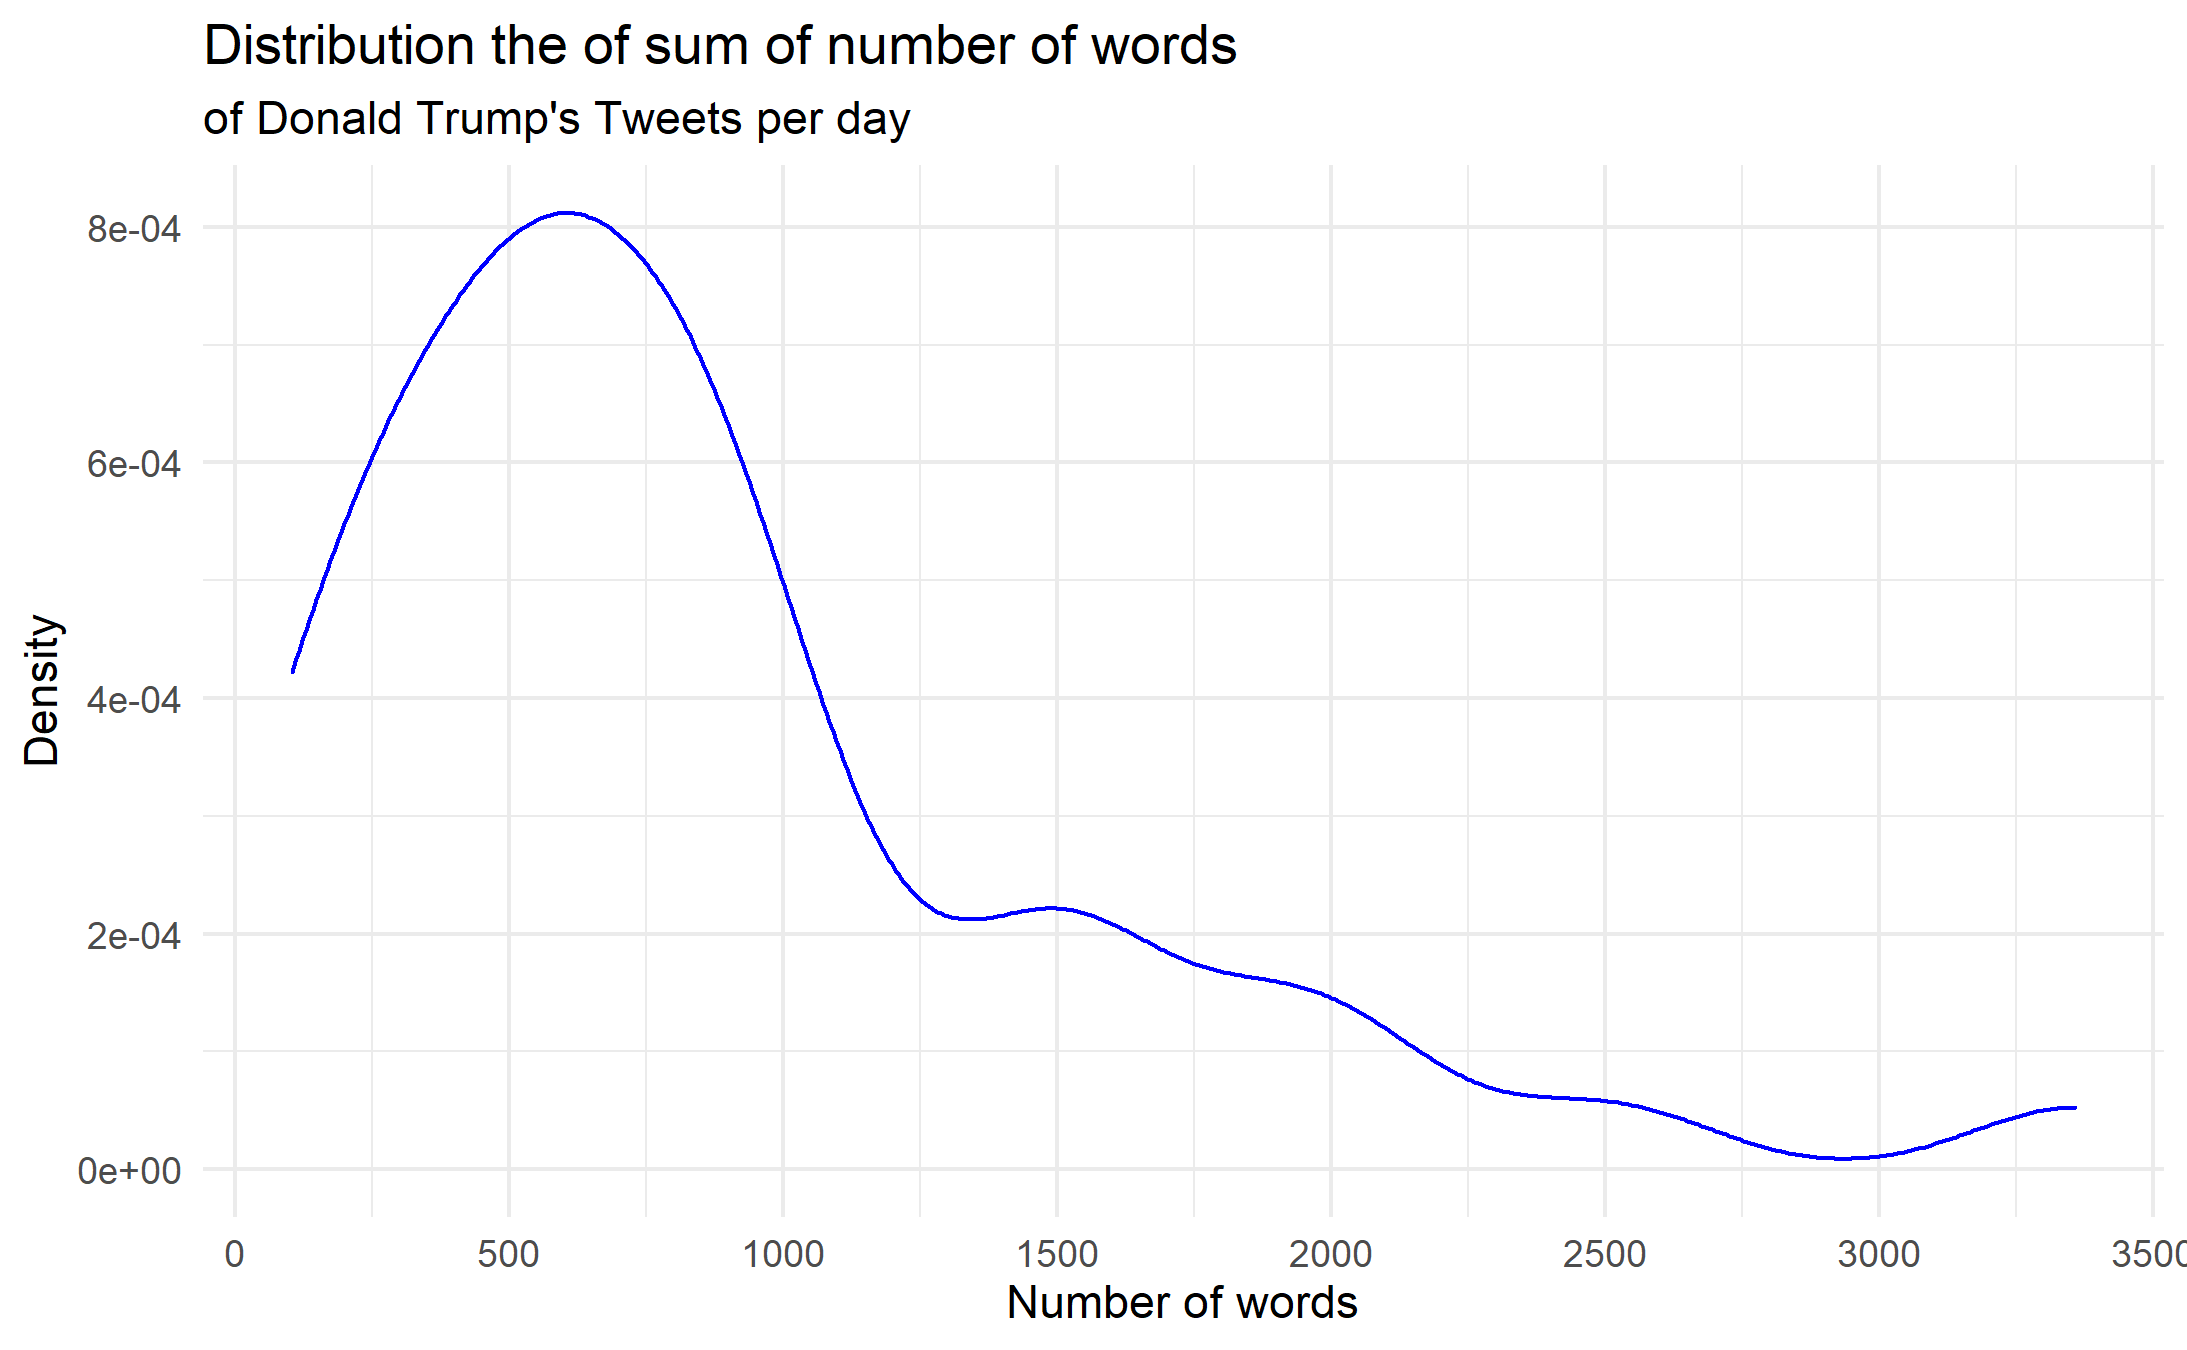 Distribution the of sum of number of words
of Donald Trump's Tweets per day
8e-04
6e-04
4e-04
2e-04
0e+00
Density
0 500 1000 1500 2000 2500 3000 3500
Number of words